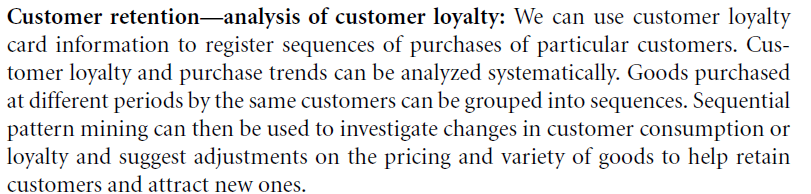 Customer retention—analysis of customer loyalty: We can use customer loyalty
card information to register sequences of purchases of particular customers. Cus-
tomer loyalty and purchase trends can be analyzed systematically. Goods purchased
at different periods by the same customers can be grouped into sequences. Sequential
pattern mining can then be used to investigate changes in customer consumption or
loyalty and suggest adjustments on the pricing and variety of goods to help retain
customers and attract new ones.